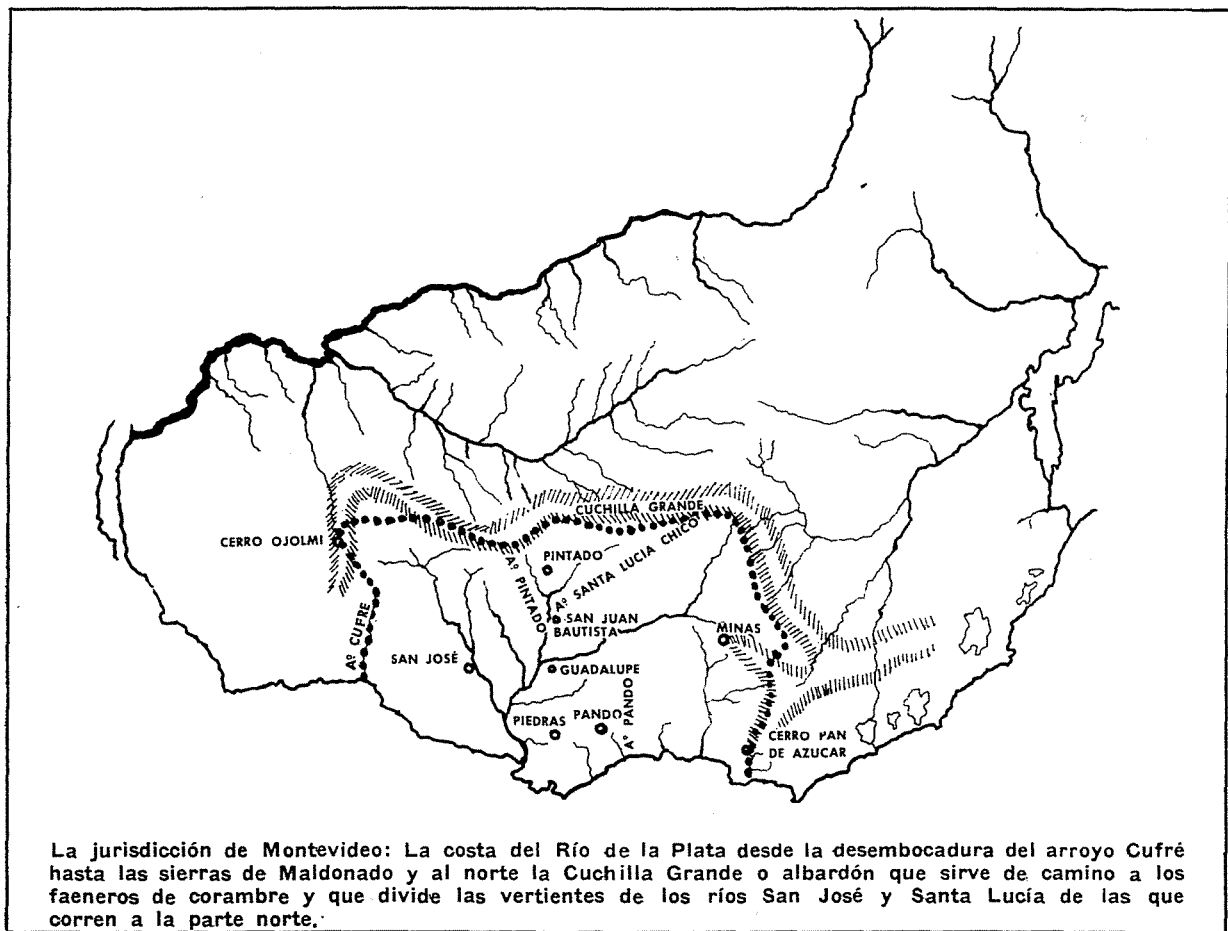 CUCHILLA GRANDE
CERRO OJOLMI
PINTADO
Aº PINTADO
Aº SANTA LUCIA CHICO
SAN JUAN
BAUTISTA
MINAS
Aº CUFRE
SAN JOSÉ
GUADALUPE
PIEDRAS
PANDO
Aº PANDO
CERRO PAN
DE AZUCAR
La jurisdicción de Montevideo: La costa del Río de la Plata desde la desembocadura del arroyo Cufré
hasta las sierras de Maldonado y al norte la Cuchilla Grande o albardón que sirve de camino a los
faeneros de corambre y que divide las vertientes de los ríos San José y Santa Lucía de las que
corren a la parte norte.